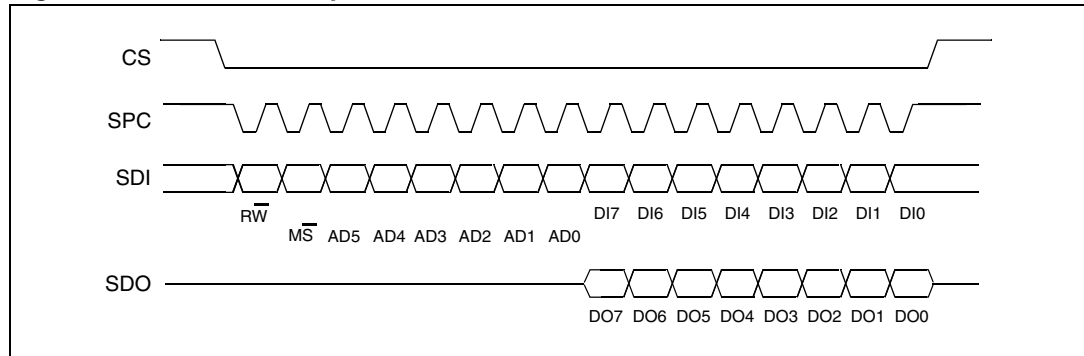 CS
SPC
SDI
RW̅
DI7 DI6 DI5 DI4 DI3 DI2 DI1 DI0
MS̅ AD5 AD4 AD3 AD2 AD1 AD0
SDO
DO7 DO6 DO5 DO4 DO3 DO2 DO1 DO0